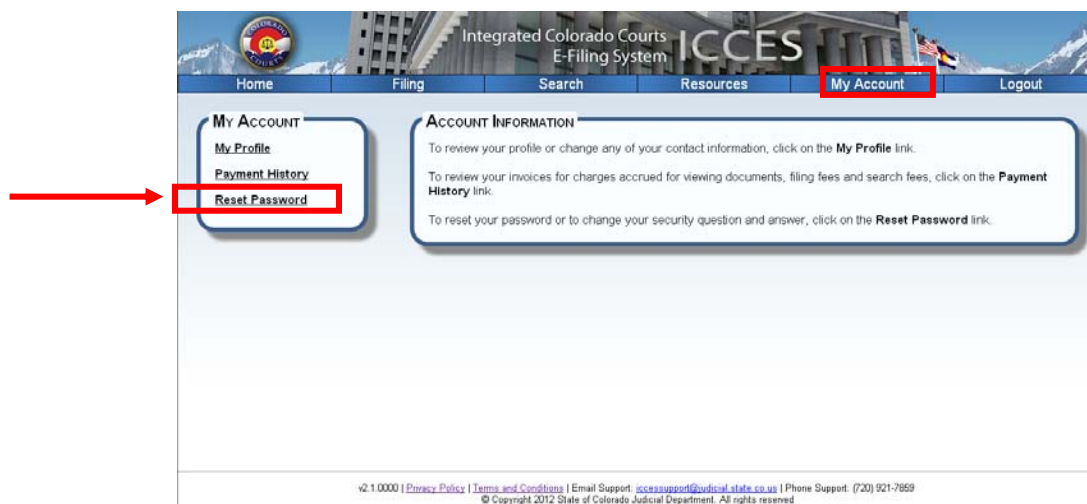 COLORADO
COURTS
Integrated Colorado Courts
E-Filing System
ICCES
Home Filing Search Resources My Account Logout
MY ACCOUNT
My Profile
Payment History
Reset Password
ACCOUNT INFORMATION
To review your profile or change any of your contact information, click on the My Profile link.
To review your invoices for charges accrued for viewing documents, filing fees and search fees, click on the Payment
History link.
To reset your password or to change your security question and answer, click on the Reset Password link.
v2.1.0000 | Privacy Policy | Terms and Conditions | Email Support: iccessupport@judicial.state.co.us | Phone Support: (720) 921-7859
© Copyright 2012 State of Colorado Judicial Department. All rights reserved